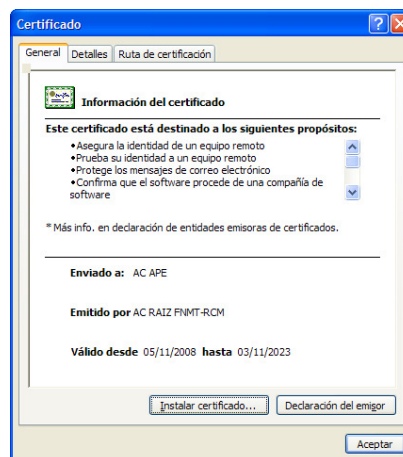 Certificado
General Detalles Ruta de certificación
Información del certificado
Este certificado está destinado a los siguientes propósitos:
•Asegura la identidad de un equipo remoto
•Prueba su identidad a un equipo remoto
•Protege los mensajes de correo electrónico
•Confirma que el software procede de una compañía de
software
* Más info. en declaración de entidades emisoras de certificados.
Enviado a: AC APE
Emitido por AC RAIZ FNMT-RCM
Válido desde 05/11/2008 hasta 03/11/2023
Instalar certificado... Declaración del emisor
Aceptar